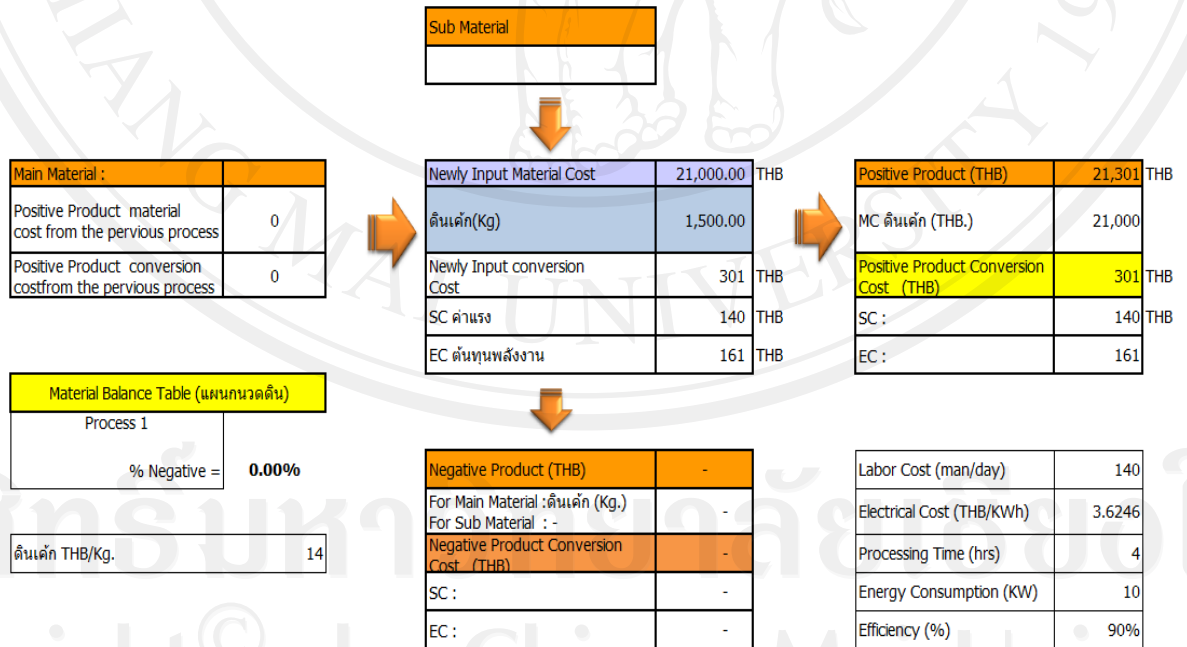 Sub Material
Main Material :
Positive Product material
cost from the pervious process
0
Positive Product conversion
costfrom the pervious process
0
Newly Input Material Cost 21,000.00 THB
ดินเค้ก(Kg) 1,500.00
Newly Input conversion
Cost
301 THB
SC ค่าแรง 140 THB
EC ต้นทุนพลังงาน 161 THB
Positive Product (THB) 21,301 THB
MC ดินเค้ก (THB.) 21,000
Positive Product Conversion
Cost (THB)
301 THB
SC : 140 THB
EC : 161
Material Balance Table (แผนกนวดดิน)
Process 1
% Negative = 0.00%
ดินเค้ก THB/Kg. 14
Negative Product (THB) -
For Main Material :ดินเค้ก (Kg.)
For Sub Material : -
-
Negative Product Conversion
Cost (THB)
-
SC : -
EC : -
Labor Cost (man/day) 140
Electrical Cost (THB/KWh) 3.6246
Processing Time (hrs) 4
Energy Consumption (KW) 10
Efficiency (%) 90%